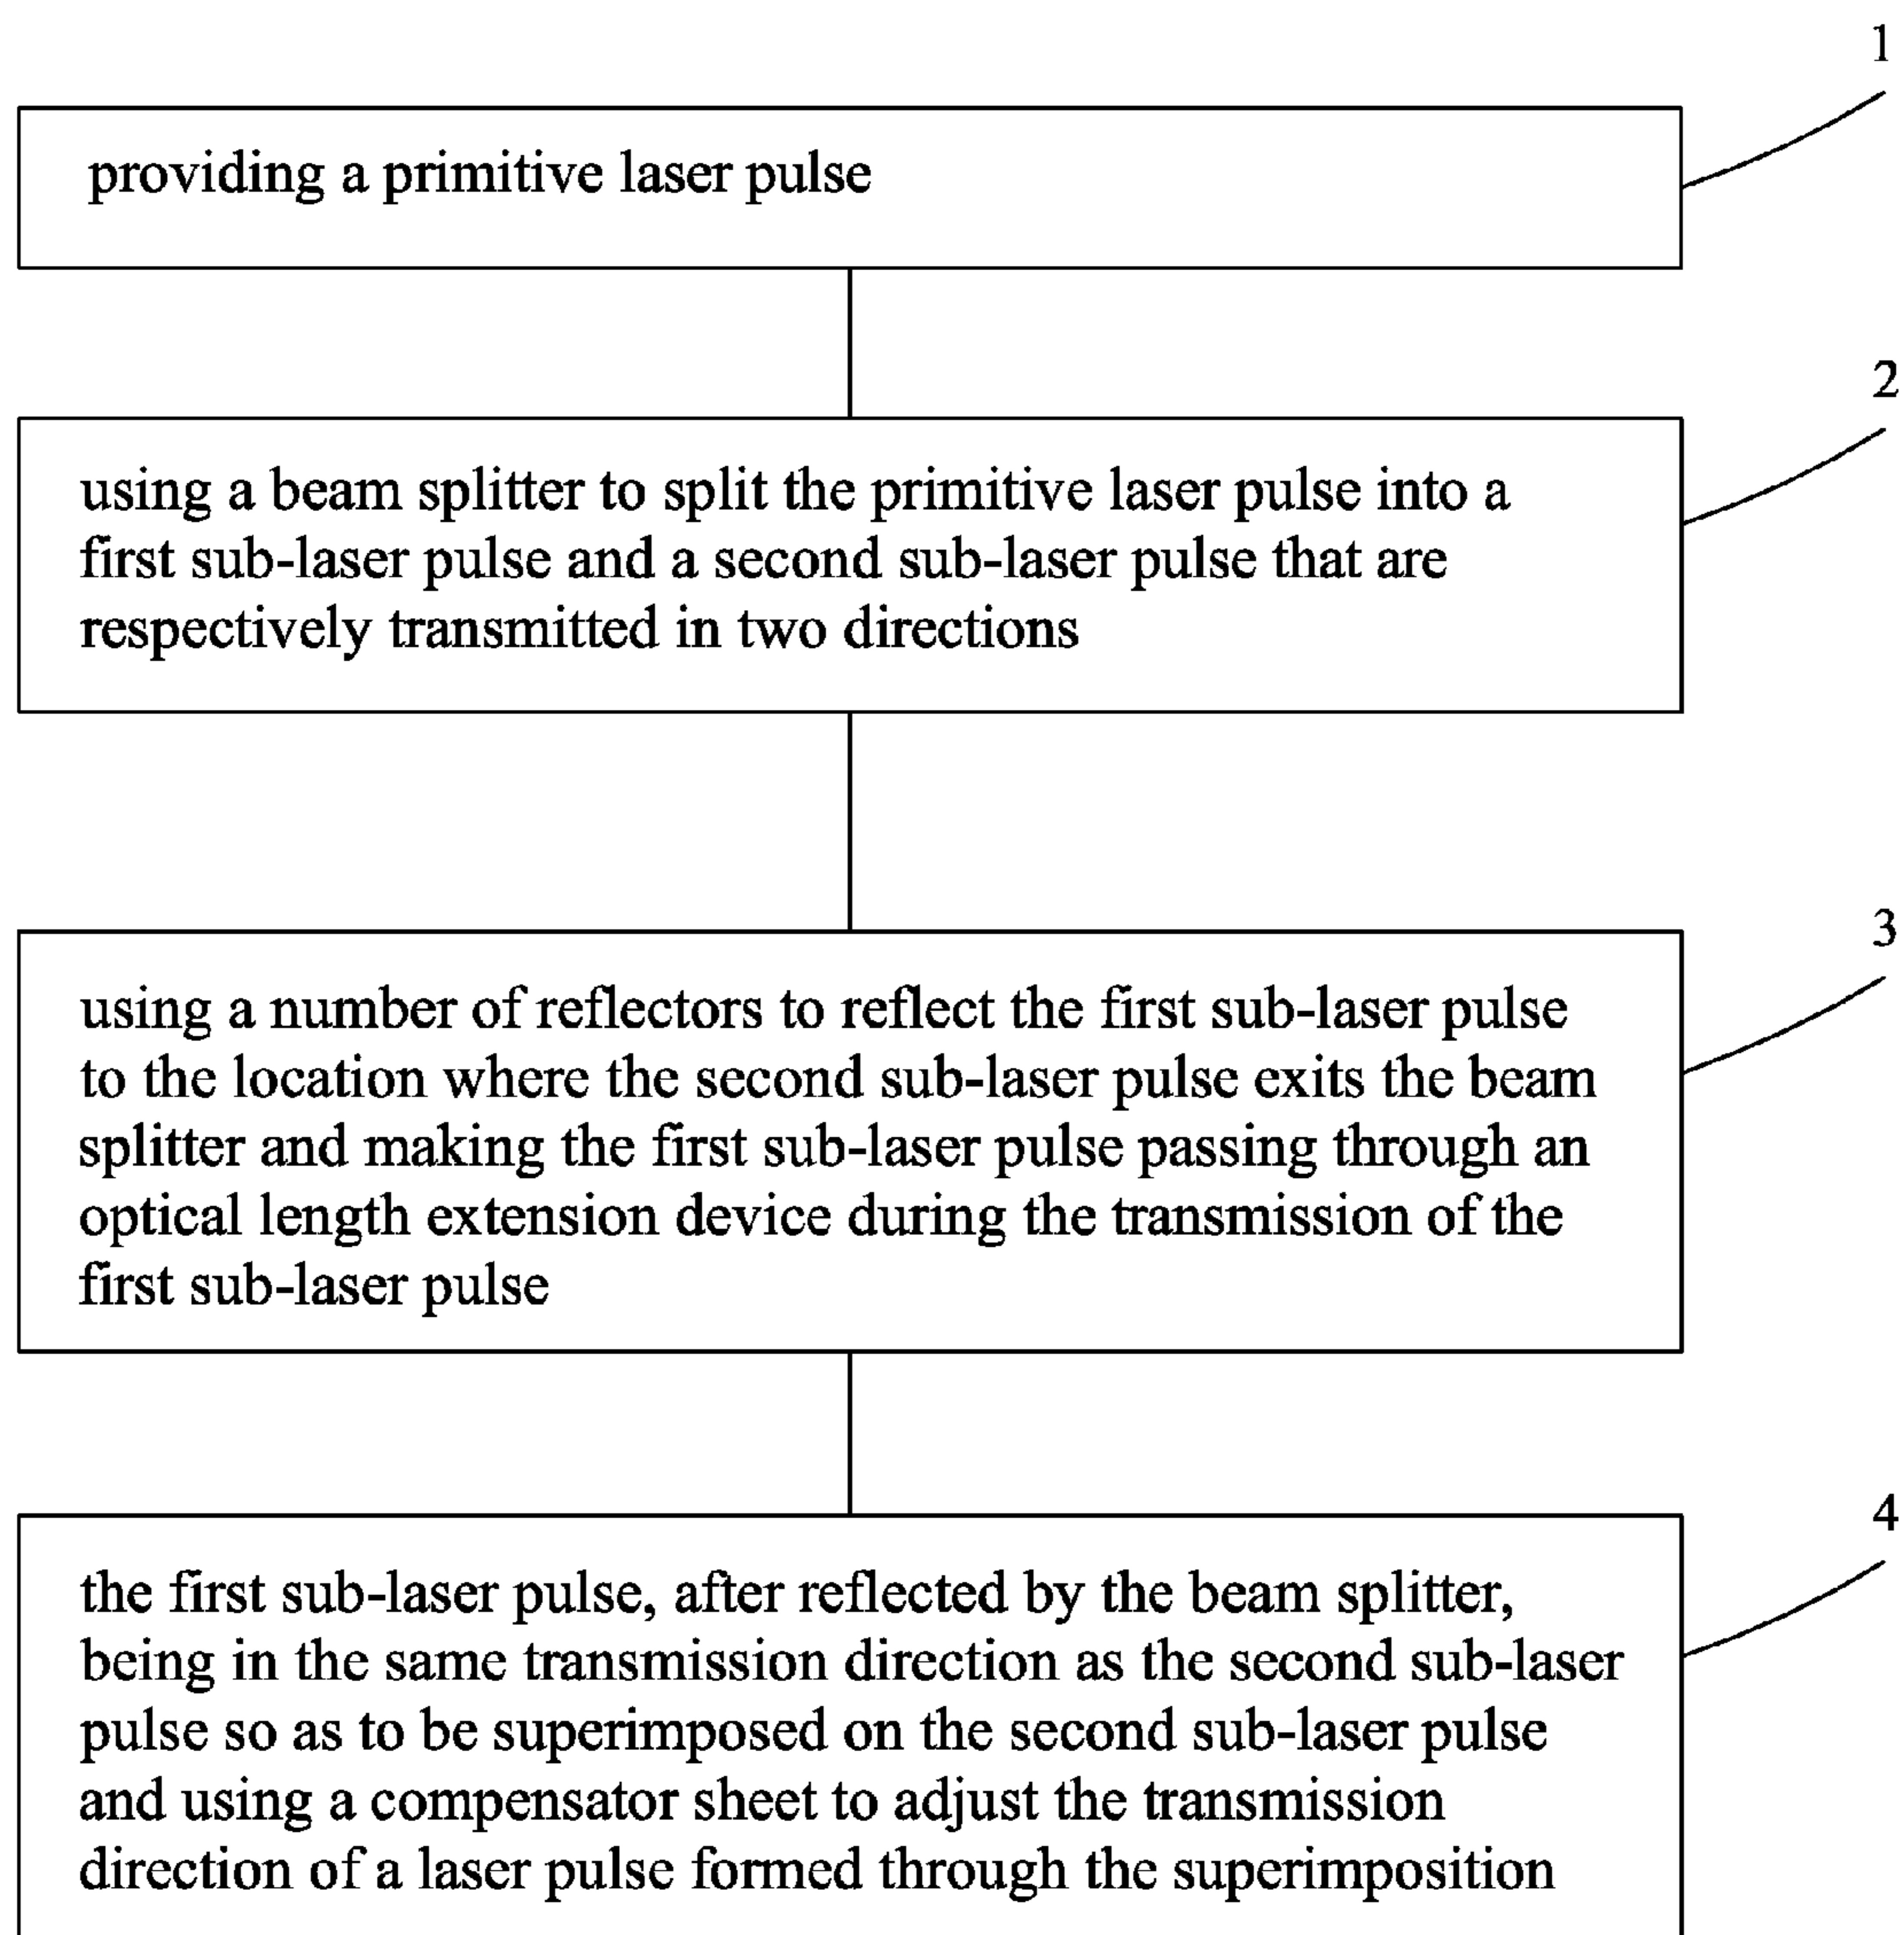 1
providing a primitive laser pulse
2
using a beam splitter to split the primitive laser pulse into a
first sub-laser pulse and a second sub-laser pulse that are
respectively transmitted in two directions
3
using a number of reflectors to reflect the first sub-laser pulse
to the location where the second sub-laser pulse exits the beam
splitter and making the first sub-laser pulse passing through an
optical length extension device during the transmission of the
first sub-laser pulse
4
the first sub-laser pulse, after reflected by the beam splitter,
being in the same transmission direction as the second sub-laser
pulse so as to be superimposed on the second sub-laser pulse
and using a compensator sheet to adjust the transmission
direction of a laser pulse formed through the superimposition